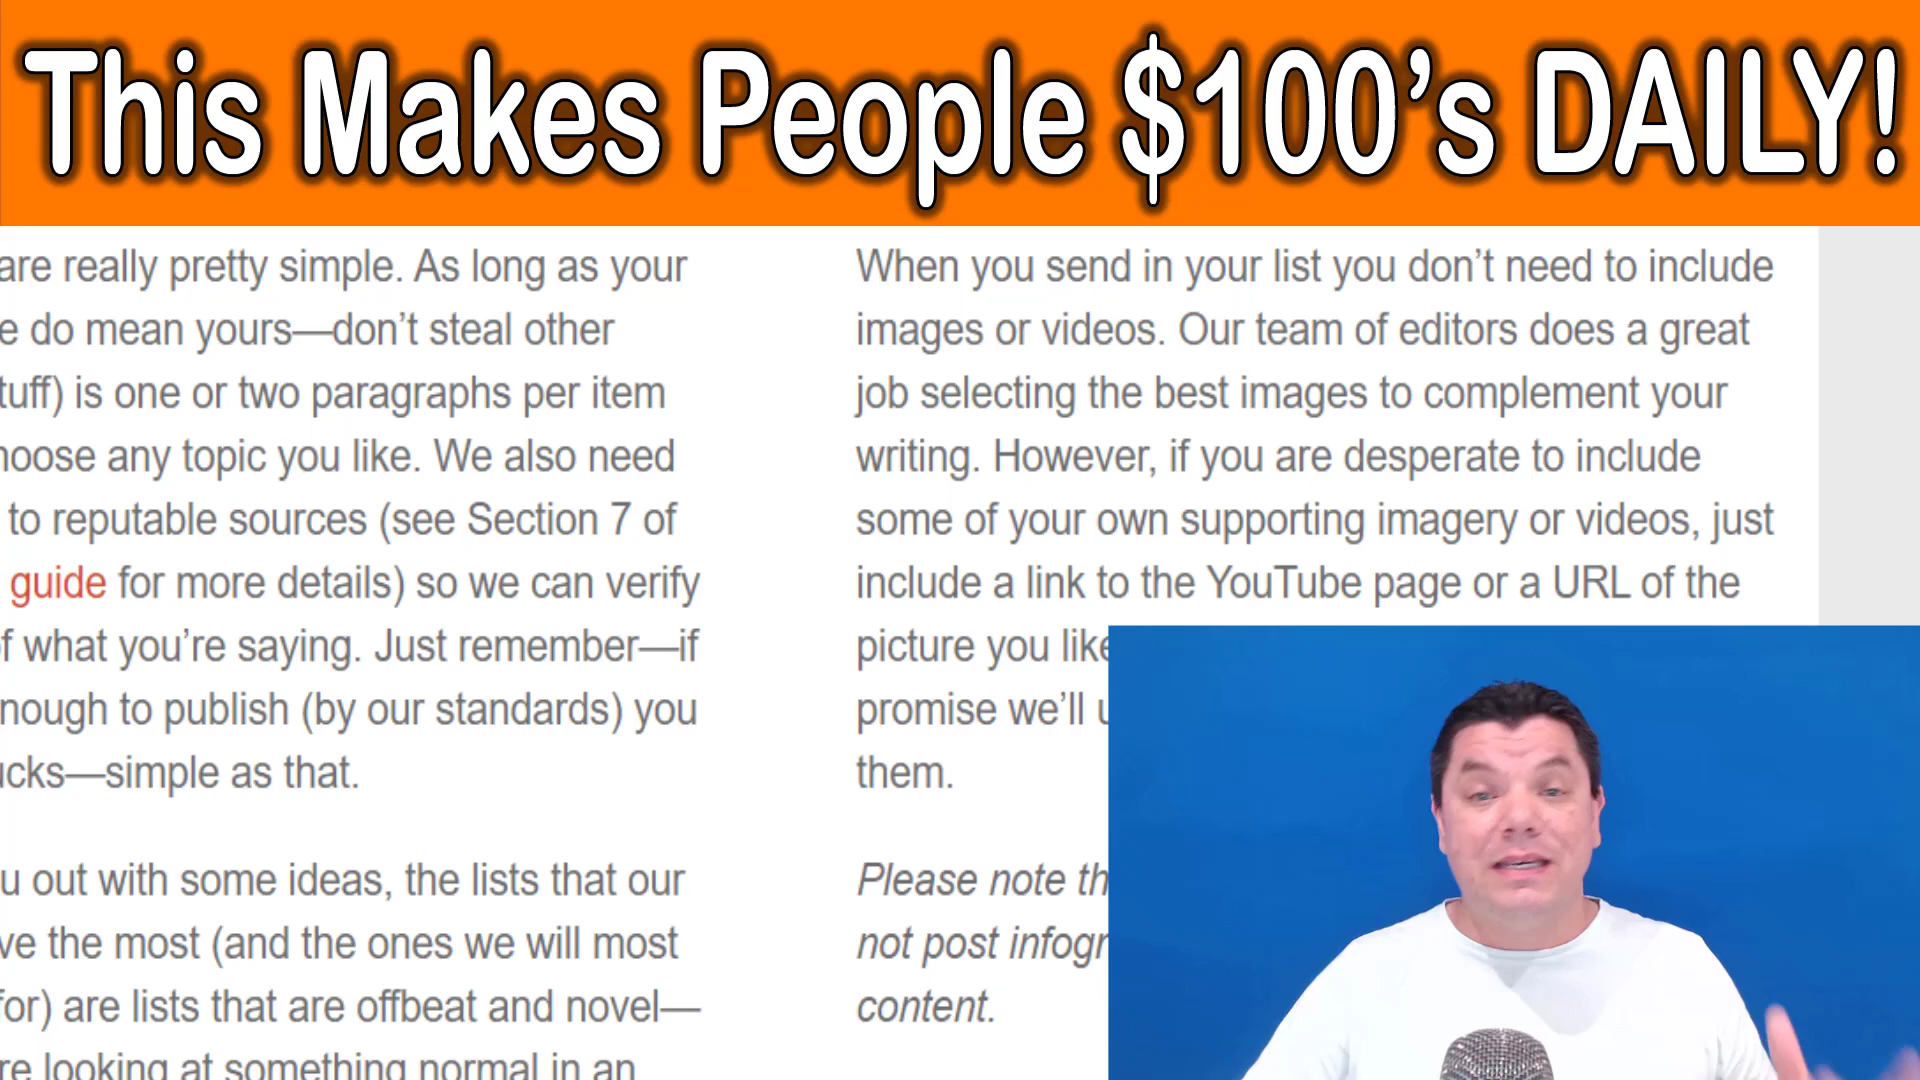 This Makes People $100's DAILY!
are really pretty simple. As long as your
e do mean yours—don't steal other
tuff) is one or two paragraphs per item
hoose any topic you like. We also need
to reputable sources (see Section 7 of
guide for more details) so we can verify
f what you're saying. Just remember—if
nough to publish (by our standards) you
ucks—simple as that.
u out with some ideas, the lists that our
ve the most (and the ones we will most
for) are lists that are offbeat and novel—
re looking at something normal in an
When you send in your list you don't need to include
images or videos. Our team of editors does a great
job selecting the best images to complement your
writing. However, if you are desperate to include
some of your own supporting imagery or videos, just
include a link to the YouTube page or a URL of the
picture you like
promise we'll u
them.
Please note th
not post infogr
content.